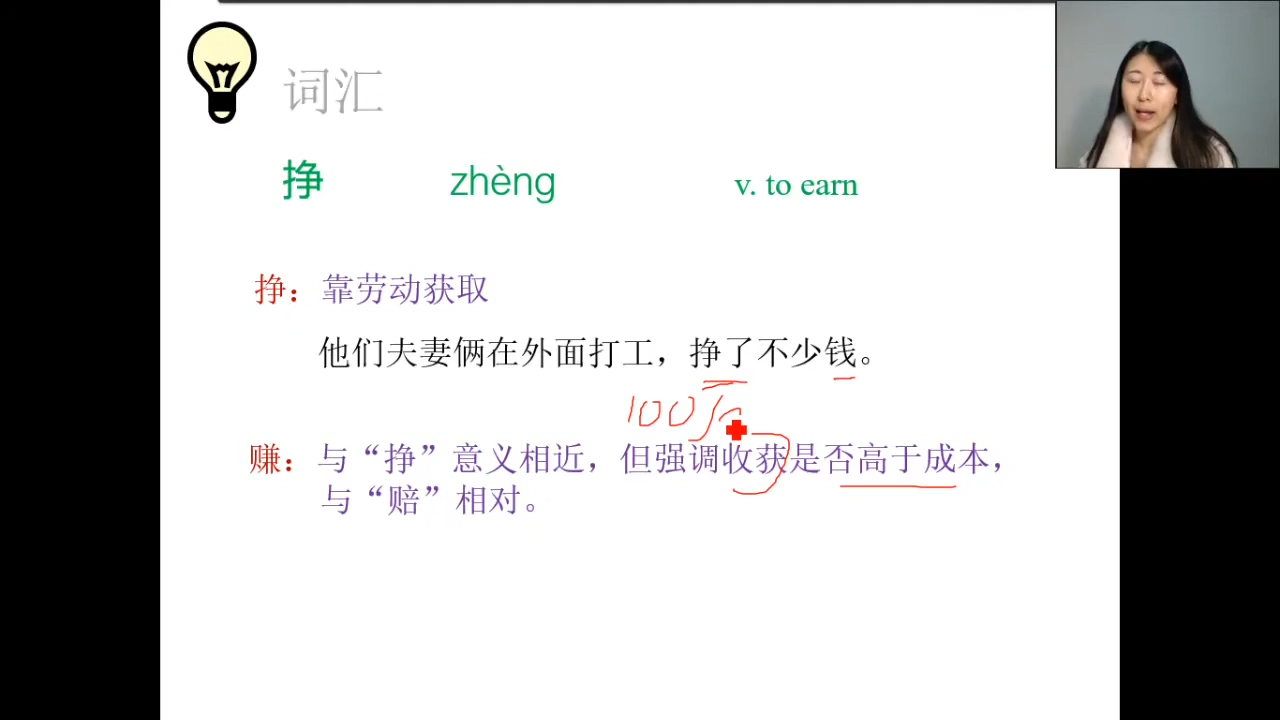 词汇
挣 zhèng v. to earn
挣：靠劳动获取
他们夫妻俩在外面打工，挣了不少钱。
100万
赚：与“挣”意义相近，但强调收获是否高于成本，
与“赔”相对。